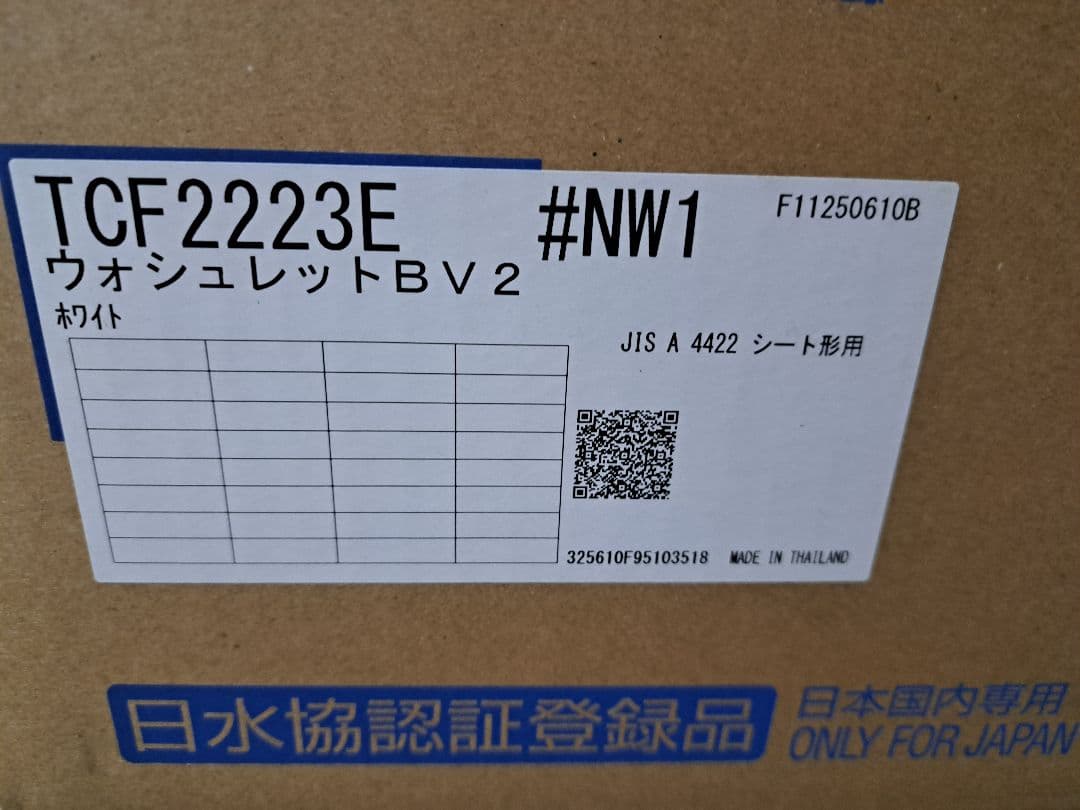 TCF2223E #NW1 F11250610B
ウォシュレットBV2
ホワイト
JIS A 4422 シート形用
325610F95103518 MADE IN THAILAND
日水協認証登録品
日本国内専用
ONLY FOR JAPAN